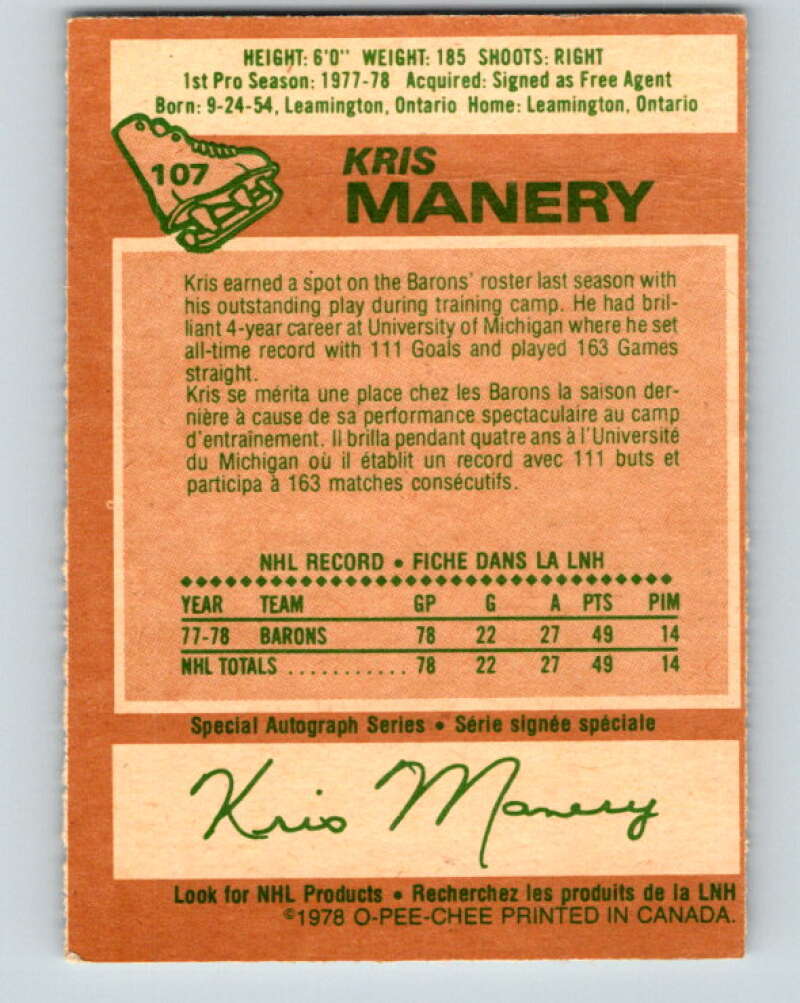 HEIGHT: 6'0" WEIGHT: 185 SHOOTS: RIGHT
1st Pro Season: 1977-78 Acquired: Signed as Free Agent
Born: 9-24-54, Leamington, Ontario Home: Leamington, Ontario
107
KRIS
MANERY
Kris earned a spot on the Barons' roster last season with
his outstanding play during training camp. He had bril-
liant 4-year career at University of Michigan where he set
all-time record with 111 Goals and played 163 Games
straight.
Kris se mérita une place chez les Barons la saison der-
nière à cause de sa performance spectaculaire au camp
d'entraînement. Il brilla pendant quatre ans à l'Université
du Michigan où il établit un record avec 111 buts et
participa à 163 matches consécutifs.
NHL RECORD • FICHE DANS LA LNH
YEAR TEAM GP G A PTS PIM
77-78 BARONS 78 22 27 49 14
NHL TOTALS ........... 78 22 27 49 14
Special Autograph Series • Série signée spéciale
Kris Manery
Look for NHL Products • Recherchez les produits de la LNH
©1978 O-PEE-CHEE PRINTED IN CANADA.